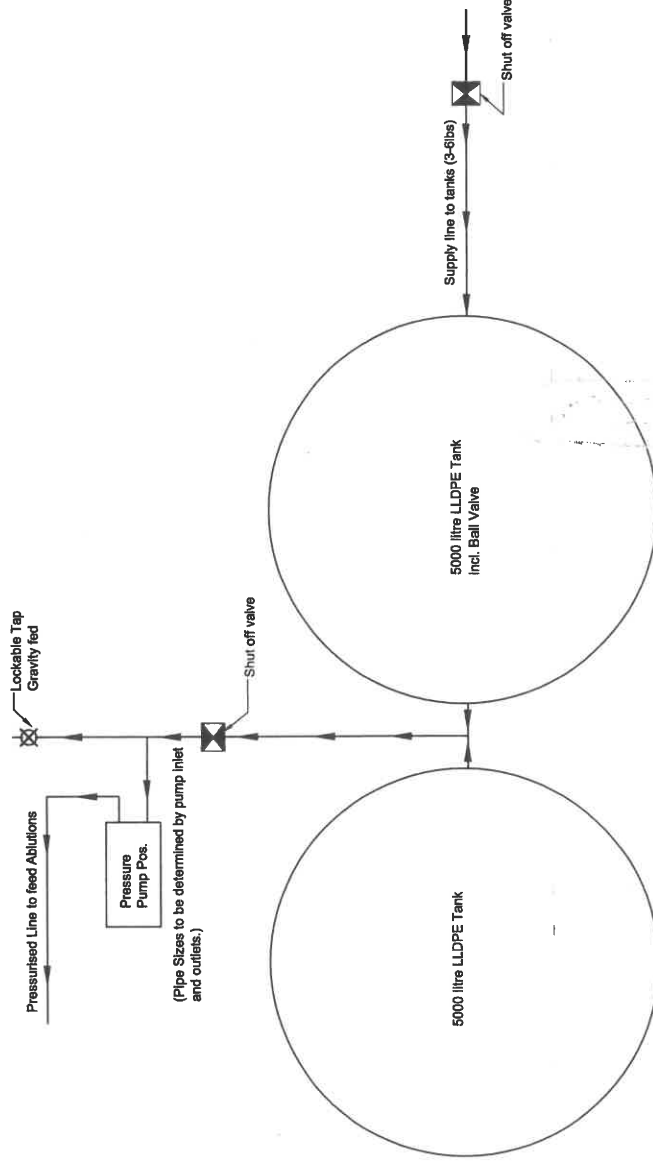 Pressurised Line to feed Ablutions
Lockable Tap
Gravity fed
Pressure
Pump Pos.
(Pipe Sizes to be determined by pump inlet
and outlets.)
Shut off valve
5000 litre LLDPE Tank
5000 litre LLDPE Tank
incl. Ball Valve
Supply line to tanks (3-6lbs)
Shut off valve